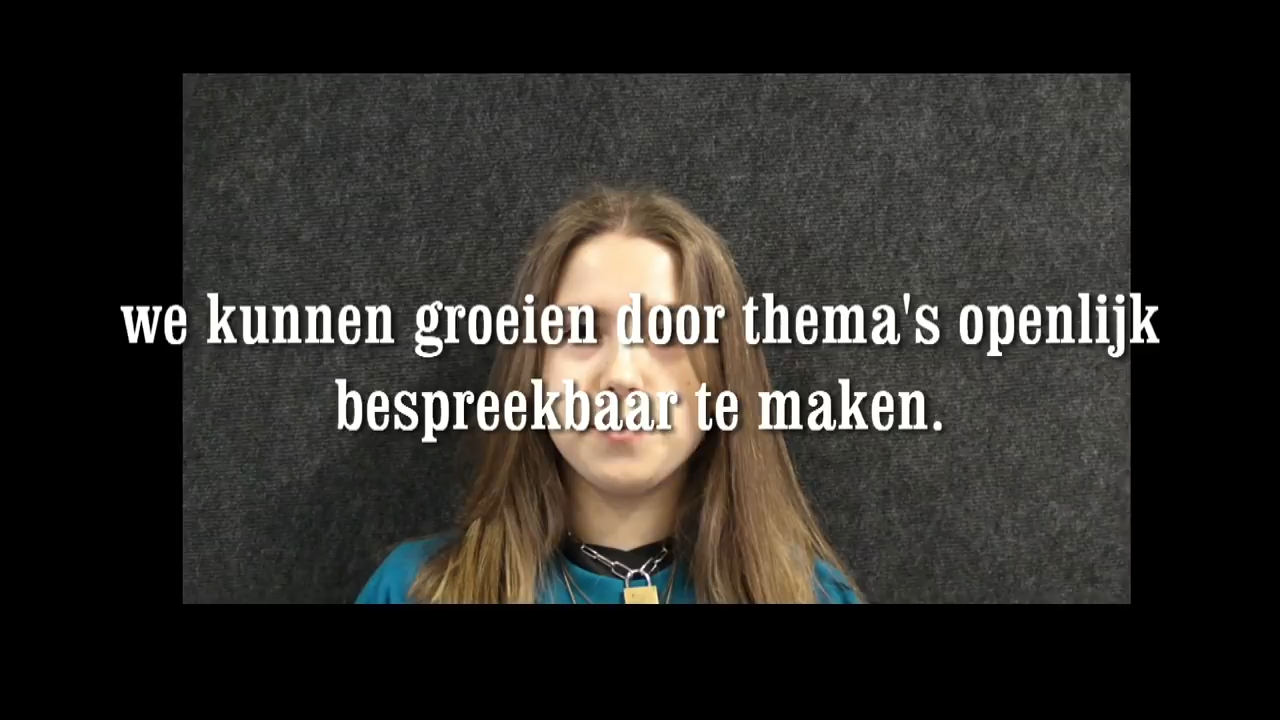 we kunnen groeien door thema's openlijk
bespreekbaar te maken.